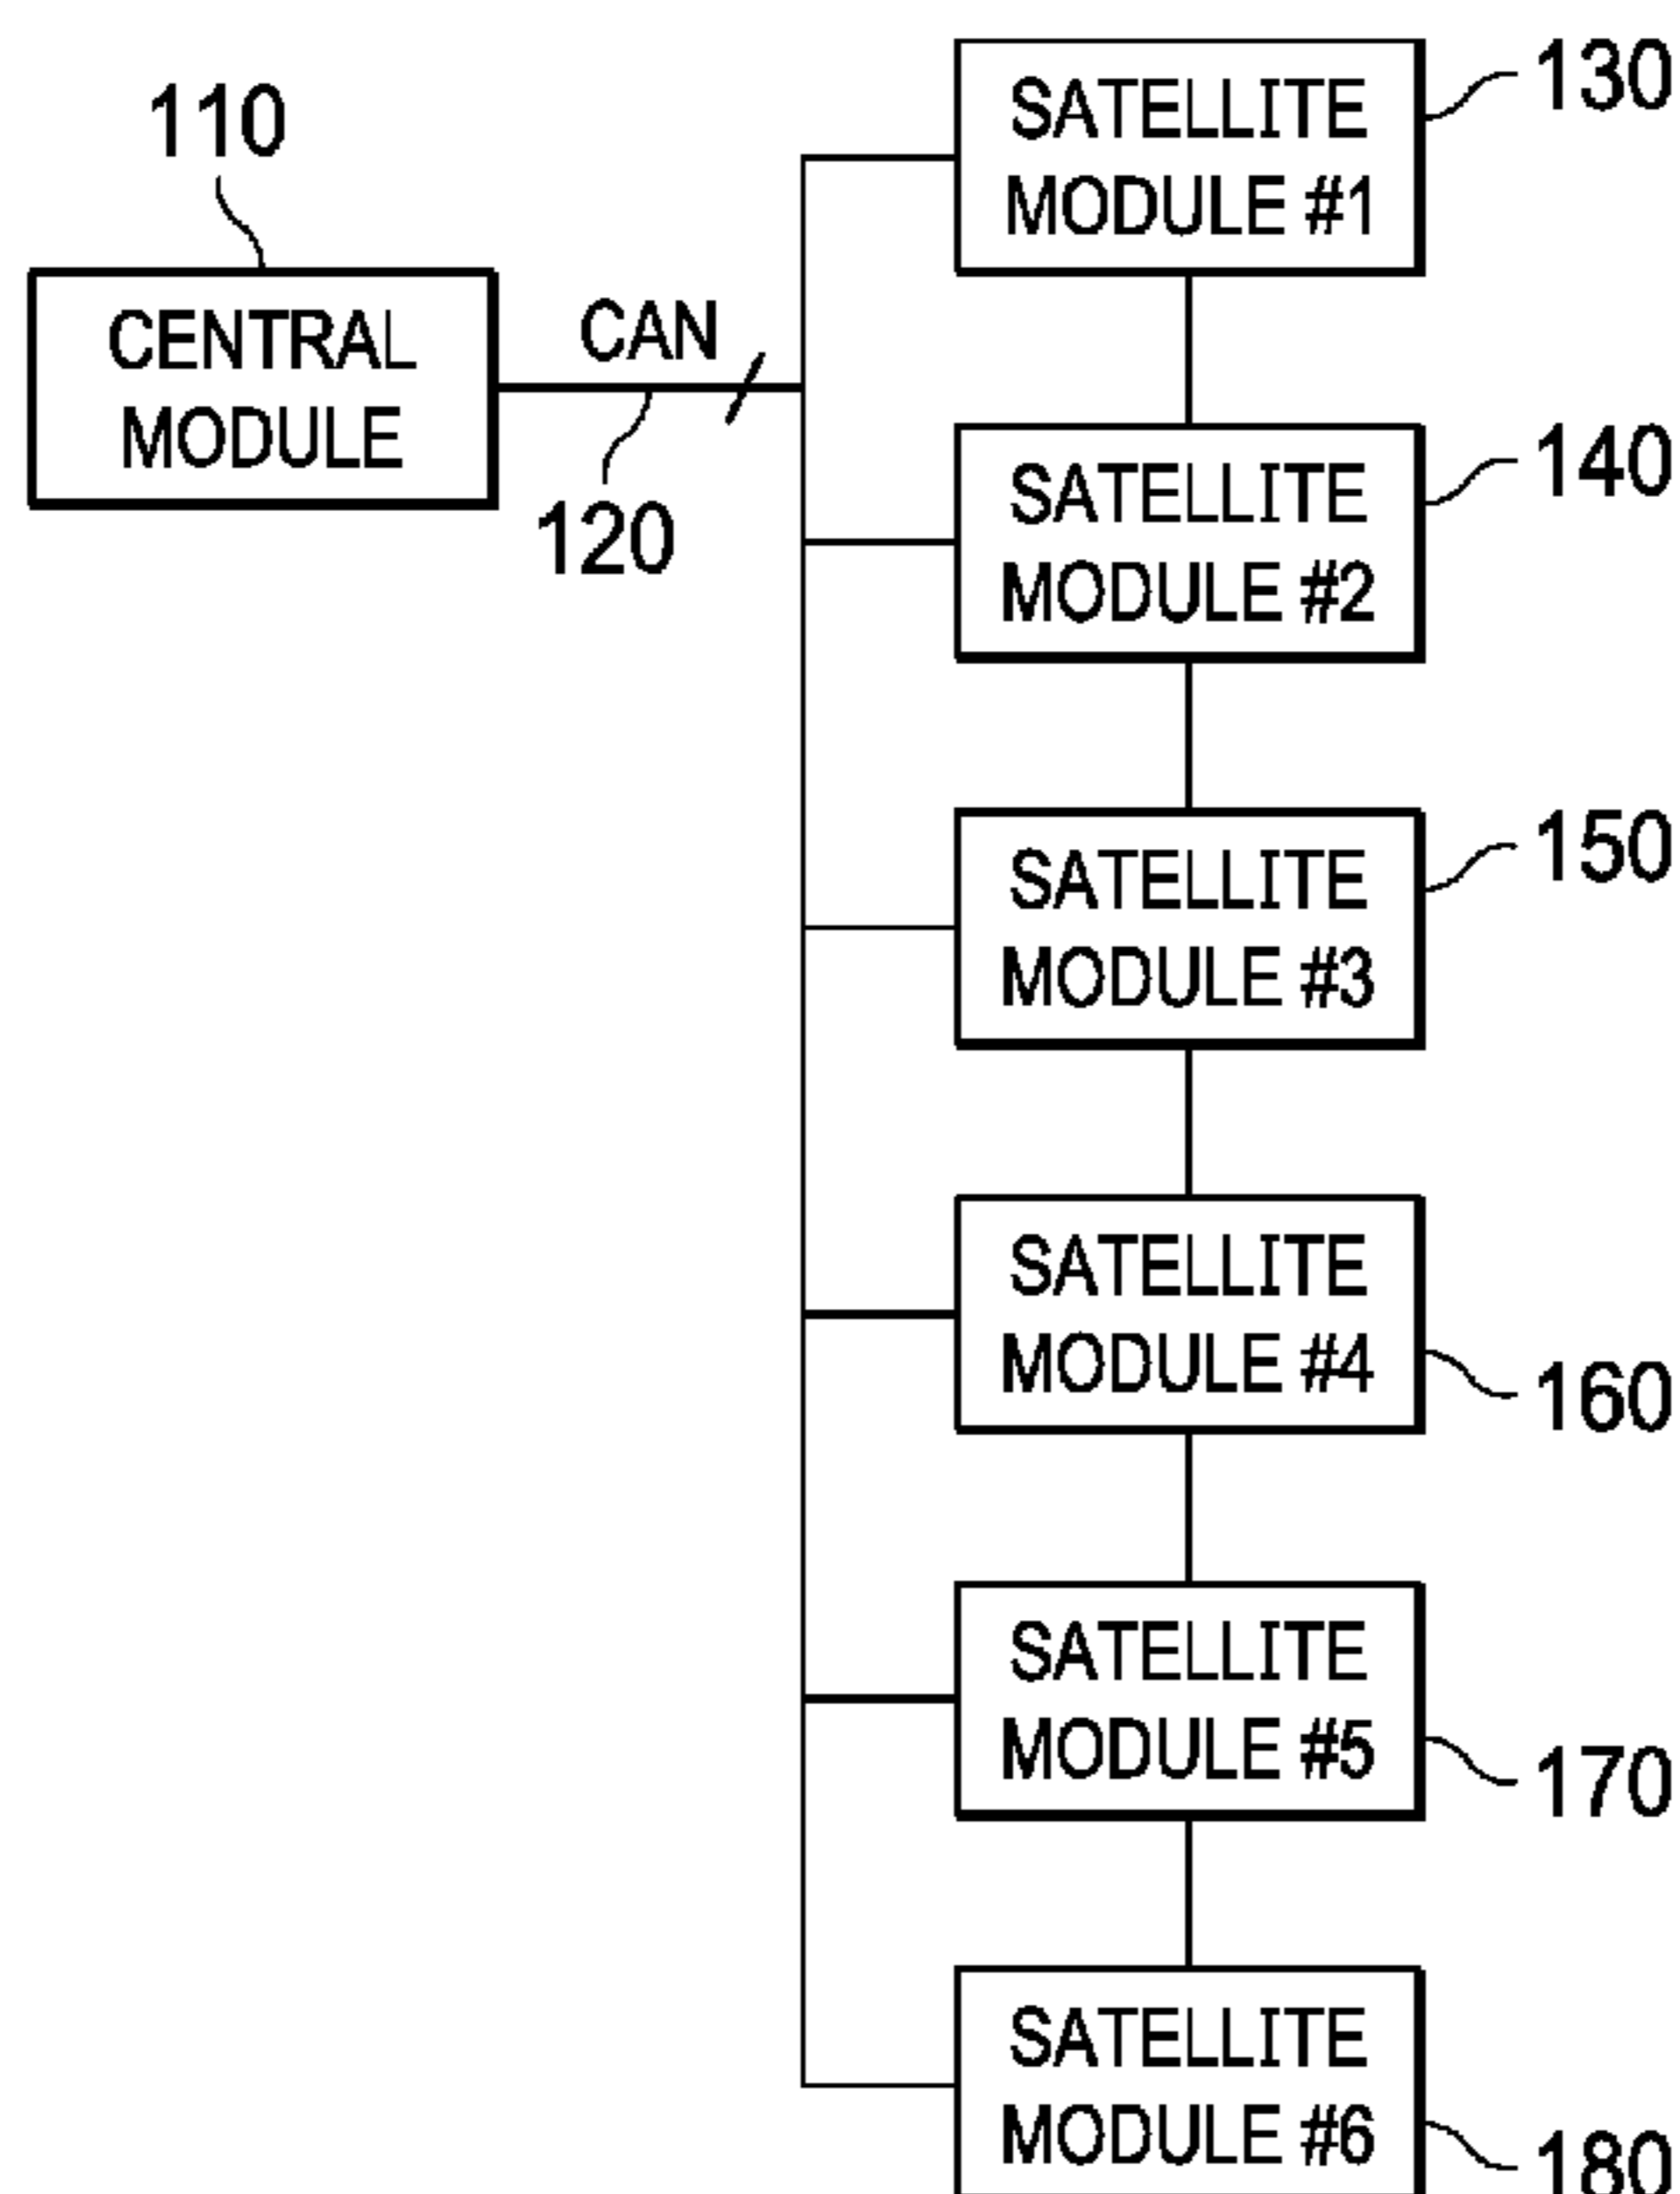 110
CENTRAL
MODULE
CAN
120
SATELLITE
MODULE #1
130
SATELLITE
MODULE #2
140
SATELLITE
MODULE #3
150
SATELLITE
MODULE #4
160
SATELLITE
MODULE #5
170
SATELLITE
MODULE #6
180